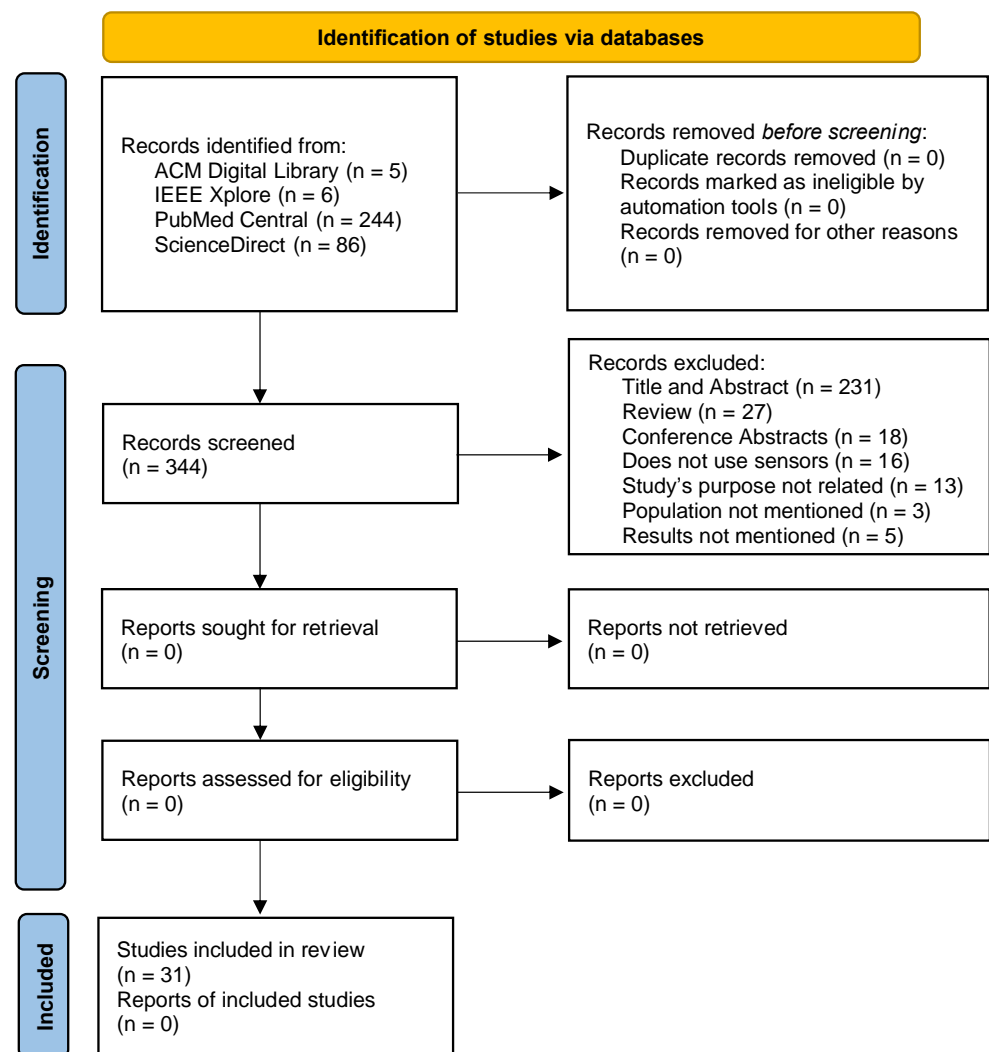 Identification of studies via databases
Identification
Records identified from:
ACM Digital Library (n = 5)
IEEE Xplore (n = 6)
PubMed Central (n = 244)
ScienceDirect (n = 86)
Records removed before screening:
Duplicate records removed (n = 0)
Records marked as ineligible by
automation tools (n = 0)
Records removed for other reasons
(n = 0)
Screening
Records screened
(n = 344)
Records excluded:
Title and Abstract (n = 231)
Review (n = 27)
Conference Abstracts (n = 18)
Does not use sensors (n = 16)
Study’s purpose not related (n = 13)
Population not mentioned (n = 3)
Results not mentioned (n = 5)
Reports sought for retrieval
(n = 0)
Reports not retrieved
(n = 0)
Reports assessed for eligibility
(n = 0)
Reports excluded
(n = 0)
Included
Studies included in review
(n = 31)
Reports of included studies
(n = 0)